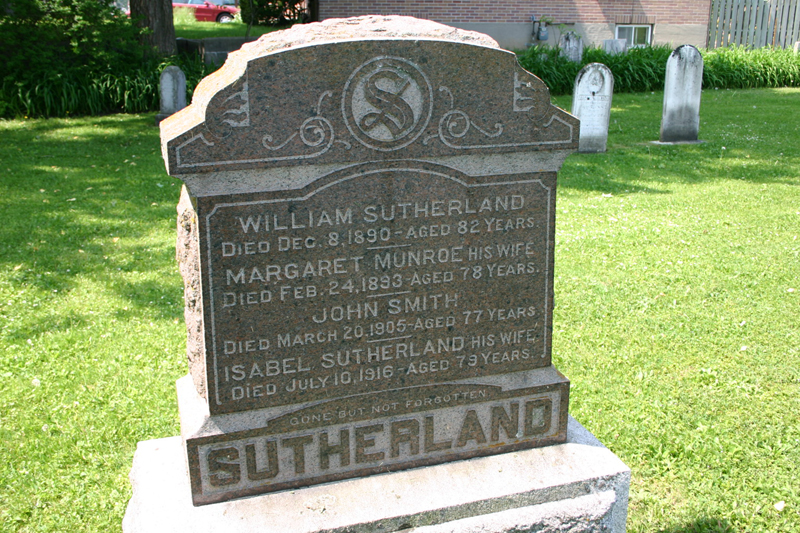 S
WILLIAM SUTHERLAND
DIED DEC. 8, 1890 - AGED 82 YEARS
MARGARET MUNROE HIS WIFE
DIED FEB. 24, 1893 - AGED 78 YEARS.
JOHN SMITH
DIED MARCH 20, 1905 - AGED 77 YEARS
ISABEL SUTHERLAND HIS WIFE,
DIED JULY 10, 1916 - AGED 79 YEARS.
GONE BUT NOT FORGOTTEN
SUTHERLAND